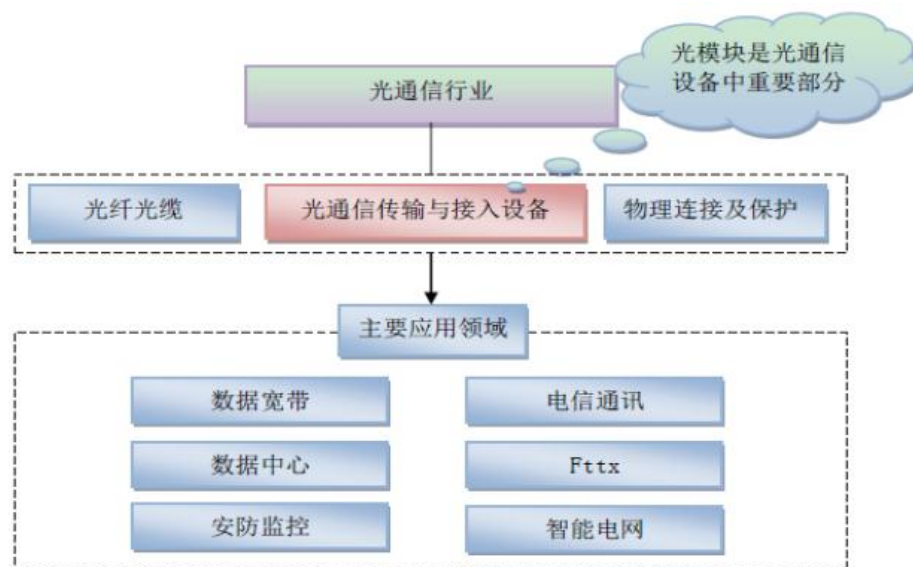 光模块是光通信
设备中重要部分
光通信行业
光纤光缆
光通信传输与接入设备
物理连接及保护
主要应用领域
数据宽带
电信通讯
数据中心
Fttx
安防监控
智能电网